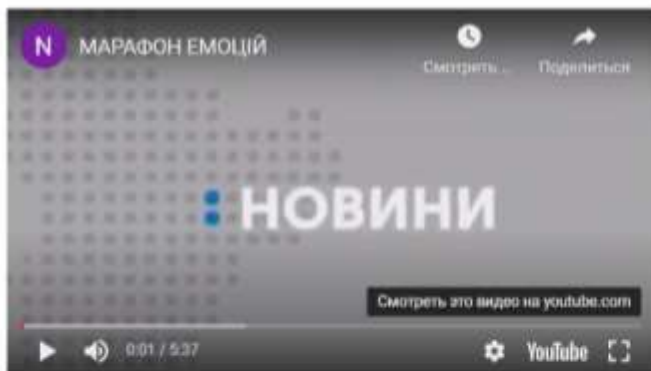 N МАРАФОН ЕМОЦІЙ
Смотреть... Поделиться
:НОВИНИ
Смотреть это видео на youtube.com
0:01 / 5:37 YouTube